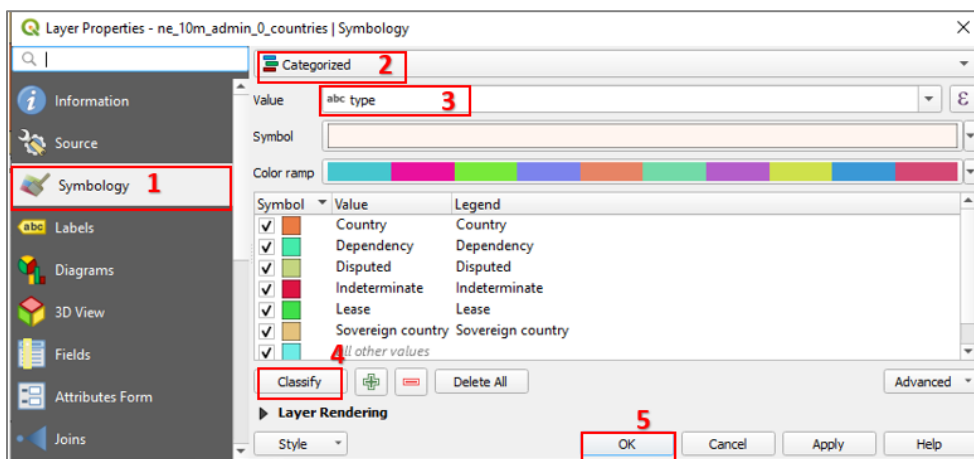 Layer Properties - ne_10m_admin_0_countries | Symbology
Categorized 2
Information
Value abc type 3 ε
Source
Symbol
Symbology 1
Color ramp
Symbol Value Legend
abc Labels
Country Country
Dependency Dependency
Diagrams
Disputed Disputed
Indeterminate Indeterminate
3D View
Lease Lease
Sovereign country Sovereign country
Fields
4 all other values
Attributes Form
Classify Delete All Advanced
Layer Rendering
5
Joins
Style OK Cancel Apply Help